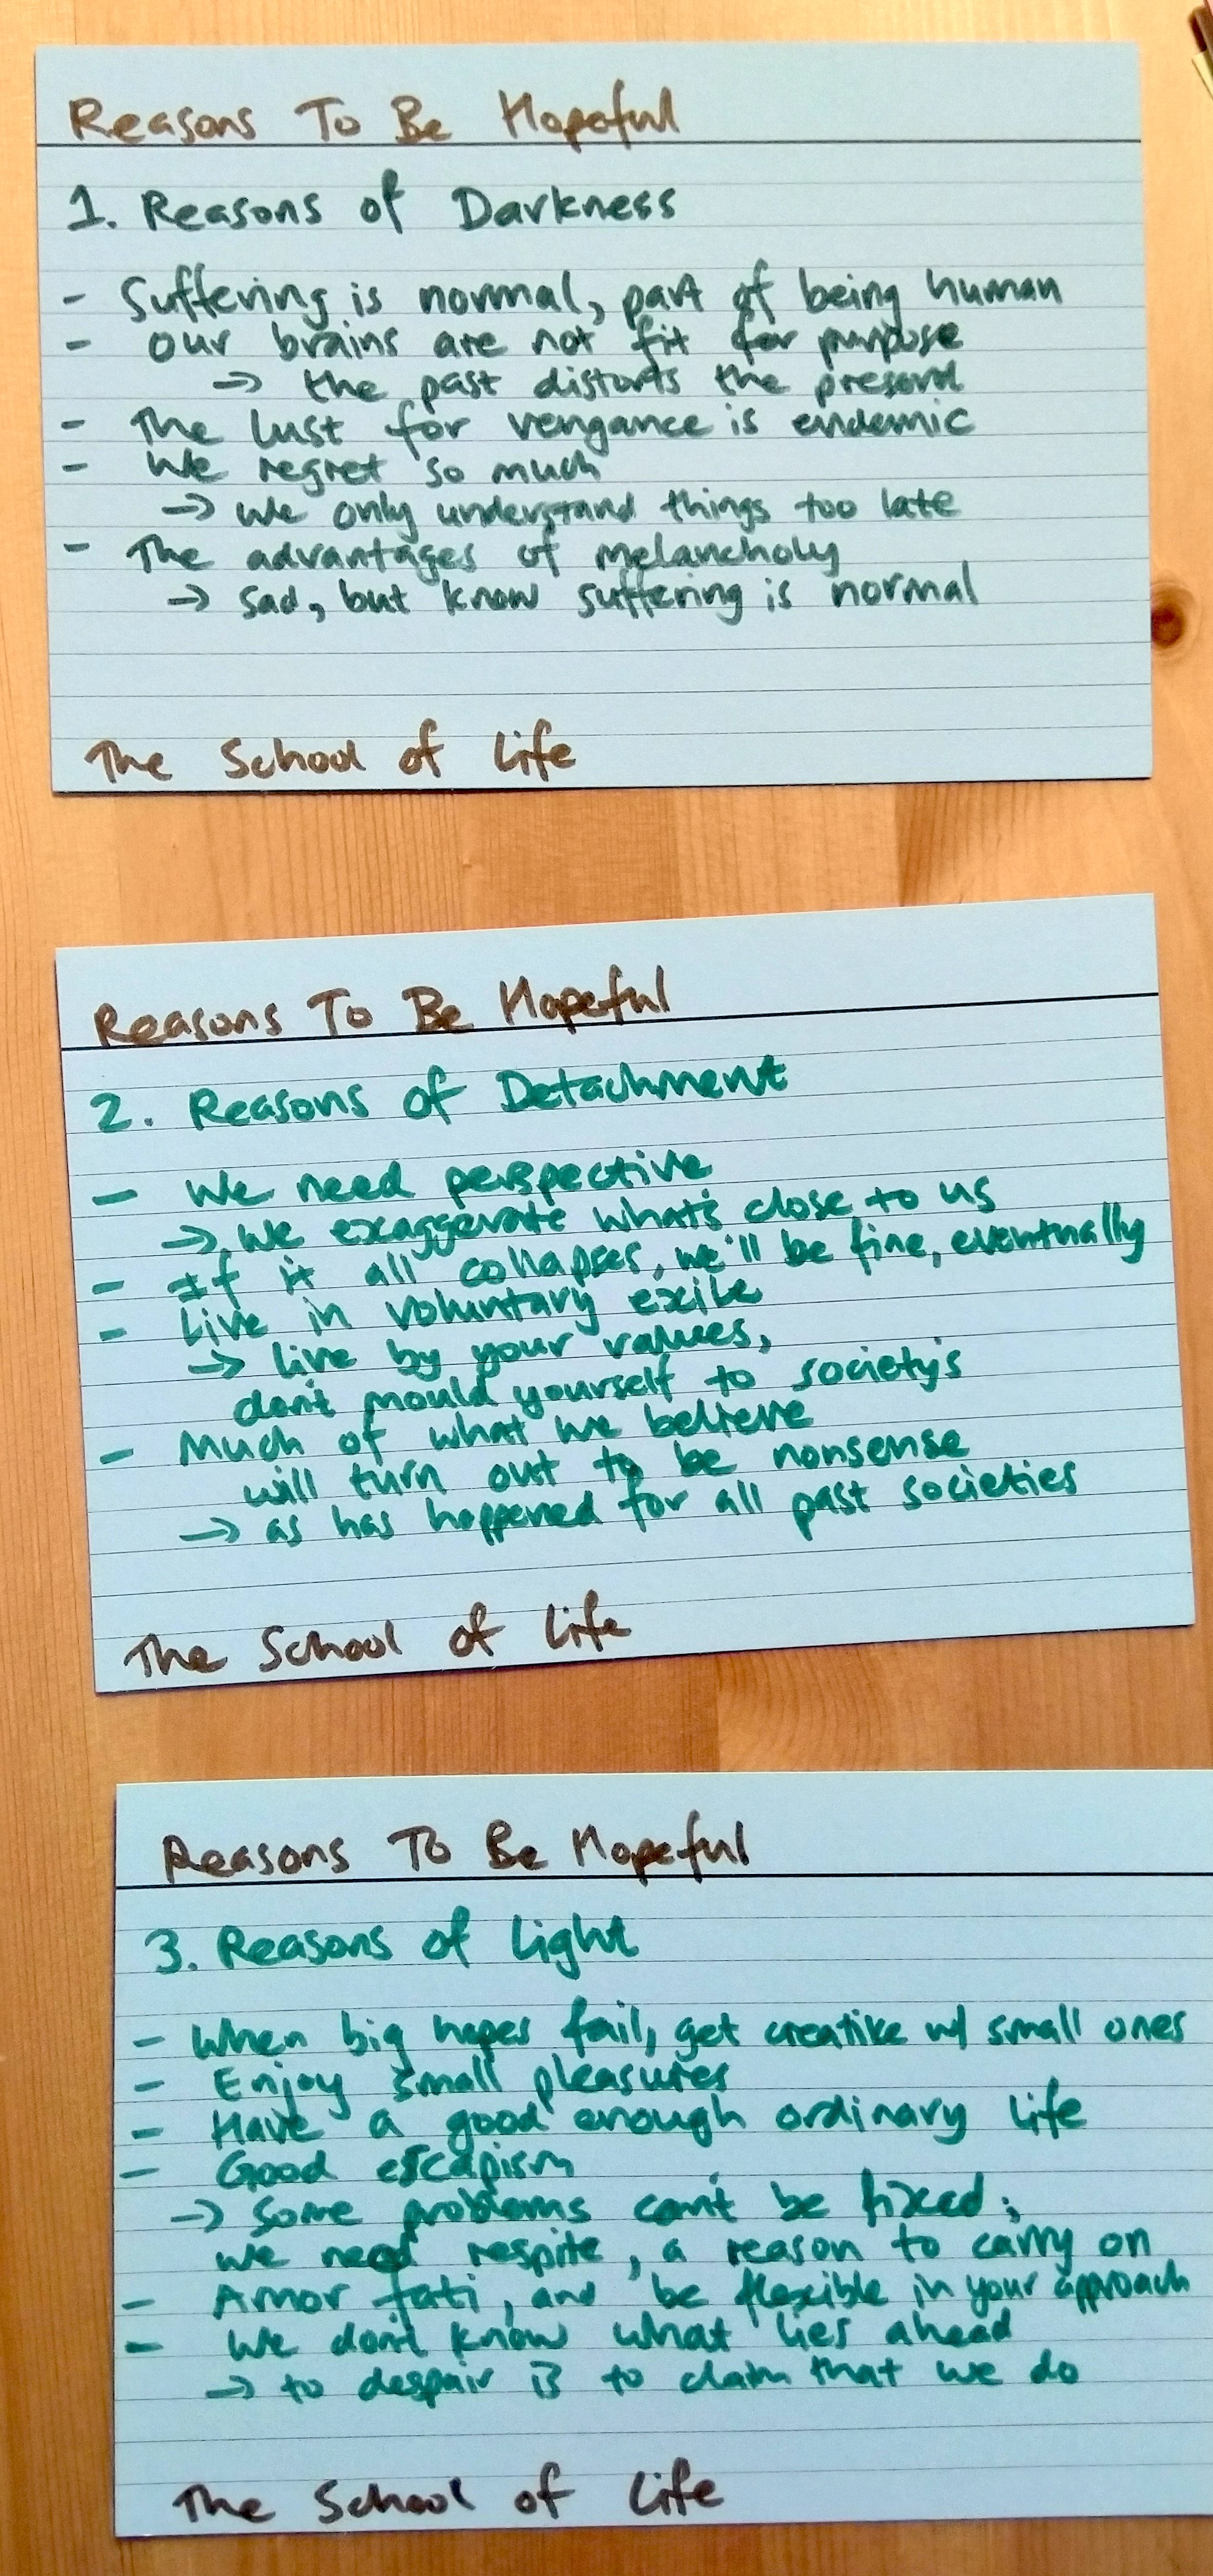 Reasons To Be Hopeful
1. Reasons of Darkness
- Suffering is normal, part of being human
- our brains are not fit for purpose
-> the past distorts the present
- The lust for vengance is endemic
- We regret so much
-> we only understand things too late
- The advantages of melancholy
-> sad, but know suffering is normal
The School of Life
Reasons To Be Hopeful
2. Reasons of Detachment
- We need perspective
-> we exaggerate what's close to us
- If it all collapses, we'll be fine, eventually
- Live in voluntary exile
-> live by your values,
don't mould yourself to society's
- Much of what we believe
will turn out to be nonsense
-> as has happened for all past societies
The School of Life
Reasons To Be Hopeful
3. Reasons of Light
- When big hopes fail, get creative w/ small ones
- Enjoy small pleasures
- Have a good enough ordinary life
- Good escapism
-> some problems can't be fixed;
we need respite, a reason to carry on
- Amor fati, and be flexible in your approach
- We don't know what lies ahead
-> to despair is to claim that we do
The School of Life